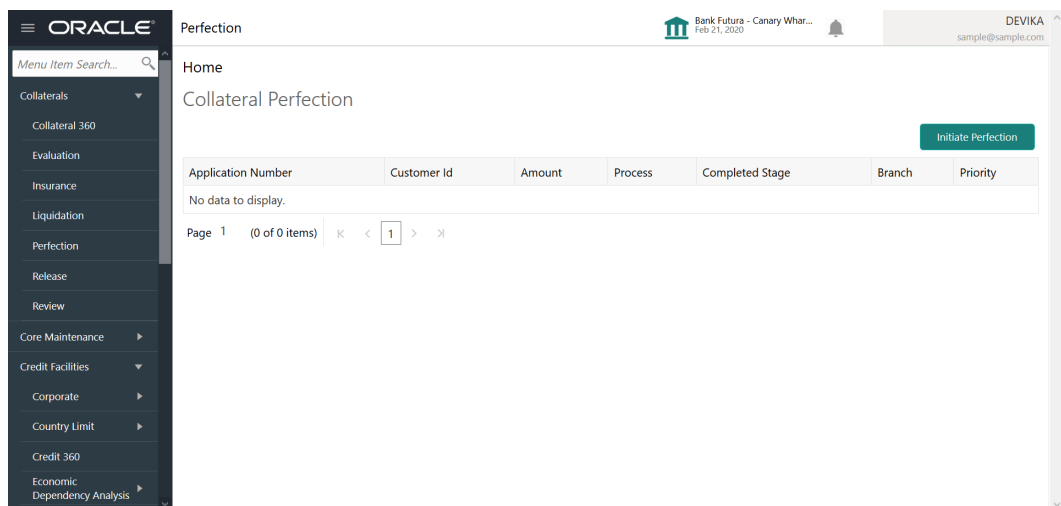 ORACLE
Perfection
Bank Futura - Canary Whar...
Feb 21, 2020
DEVIKA
sample@sample.com
Menu Item Search...
Collaterals
Collateral 360
Evaluation
Insurance
Liquidation
Perfection
Release
Review
Core Maintenance
Credit Facilities
Corporate
Country Limit
Credit 360
Economic
Dependency Analysis
Home
Collateral Perfection
Initiate Perfection
Application Number Customer Id Amount Process Completed Stage Branch Priority
No data to display.
Page 1 (0 of 0 items) 1